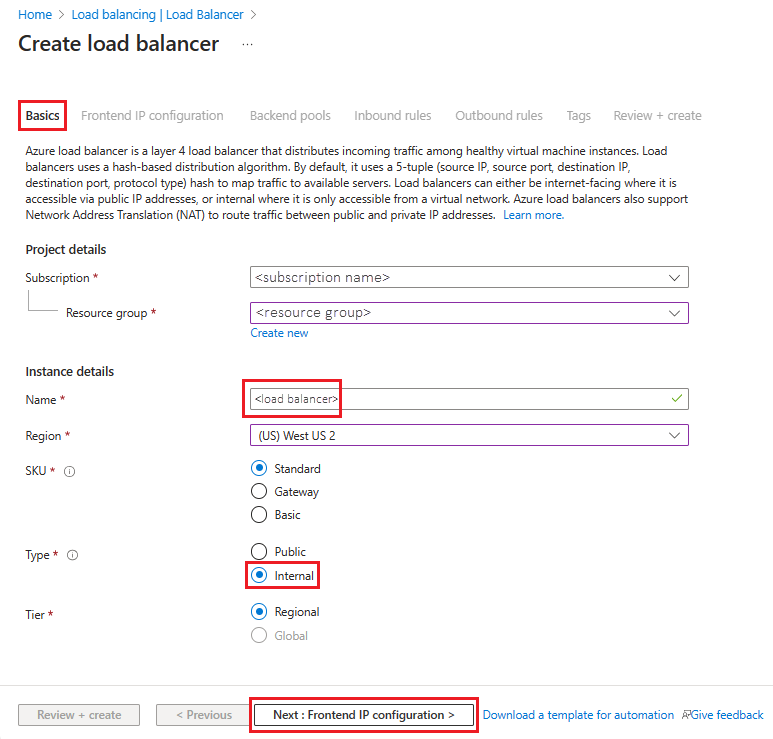 Home > Load balancing | Load Balancer >
Create load balancer ...
Basics Frontend IP configuration Backend pools Inbound rules Outbound rules Tags Review + create
Azure load balancer is a layer 4 load balancer that distributes incoming traffic among healthy virtual machine instances. Load
balancers uses a hash-based distribution algorithm. By default, it uses a 5-tuple (source IP, source port, destination IP,
destination port, protocol type) hash to map traffic to available servers. Load balancers can either be internet-facing where it is
accessible via public IP addresses, or internal where it is only accessible from a virtual network. Azure load balancers also support
Network Address Translation (NAT) to route traffic between public and private IP addresses. Learn more.
Project details
Subscription * <subscription name>
Resource group * <resource group>
Create new
Instance details
Name * <load balancer>
Region * (US) West US 2
SKU * Standard
Gateway
Basic
Type * Public
Internal
Tier * Regional
Global
Review + create < Previous Next : Frontend IP configuration > Download a template for automation Give feedback